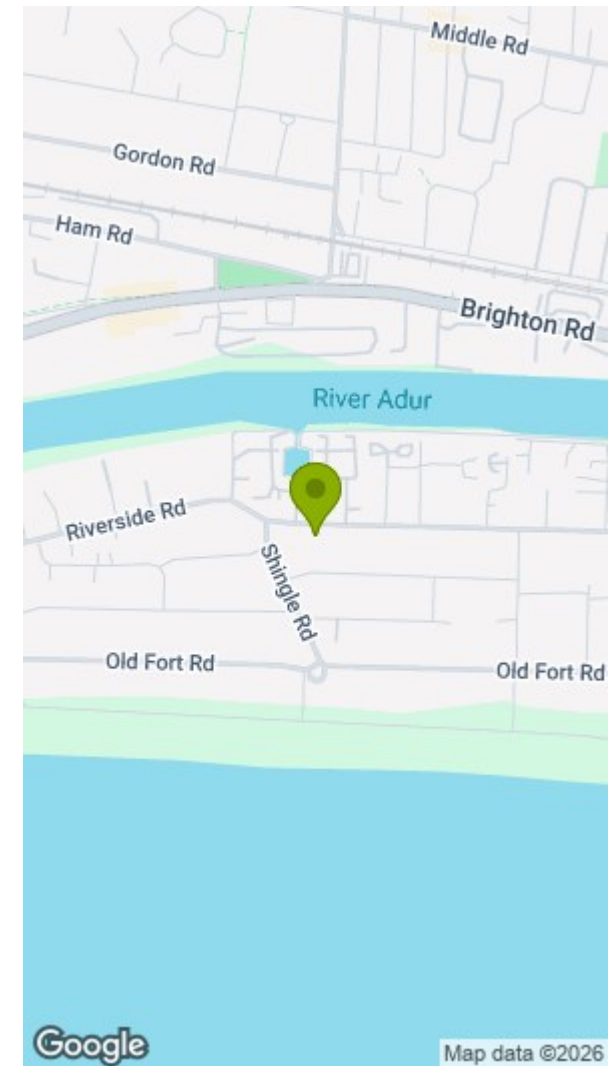 Middle Rd
Gordon Rd
Ham Rd
Brighton Rd
River Adur
Riverside Rd
Shingle Rd
Old Fort Rd
Old Fort Rd
Google
Map data ©2026